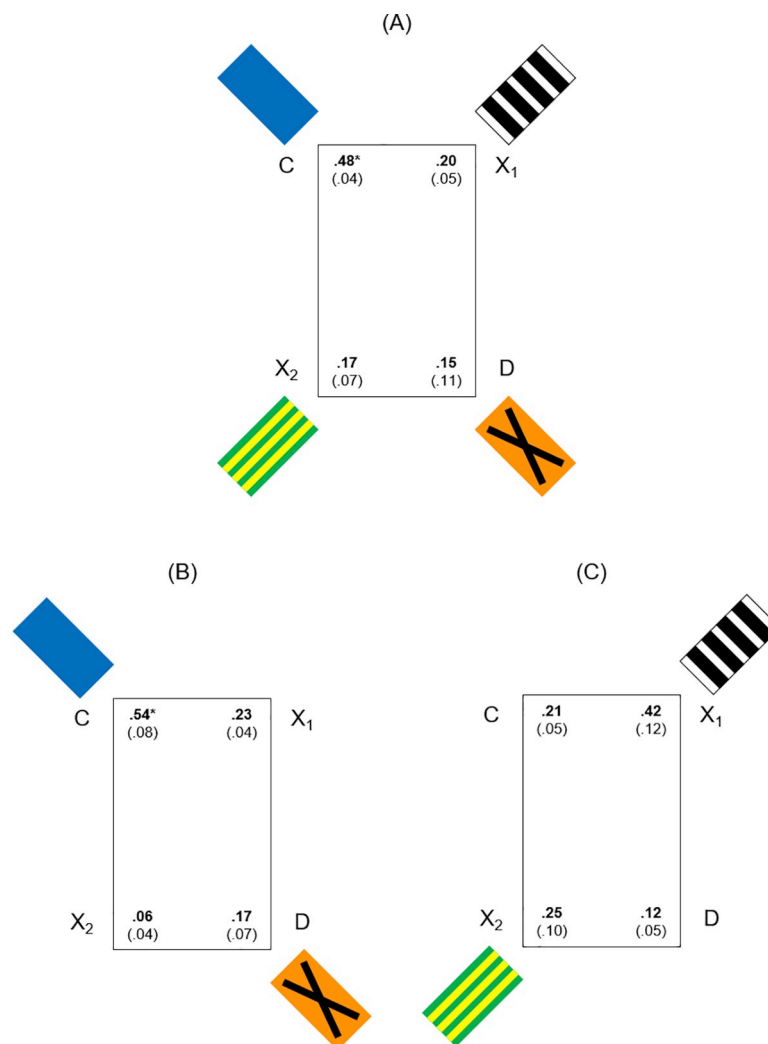 (A)
C .48* .20 X₁
(.04) (.05)
X₂ .17 .15 D
(.07) (.11)
(B)
C .54* .23 X₁
(.08) (.04)
X₂ .06 .17 D
(.04) (.07)
(C)
C .21 .42 X₁
(.05) (.12)
X₂ .25 .12 D
(.10) (.05)